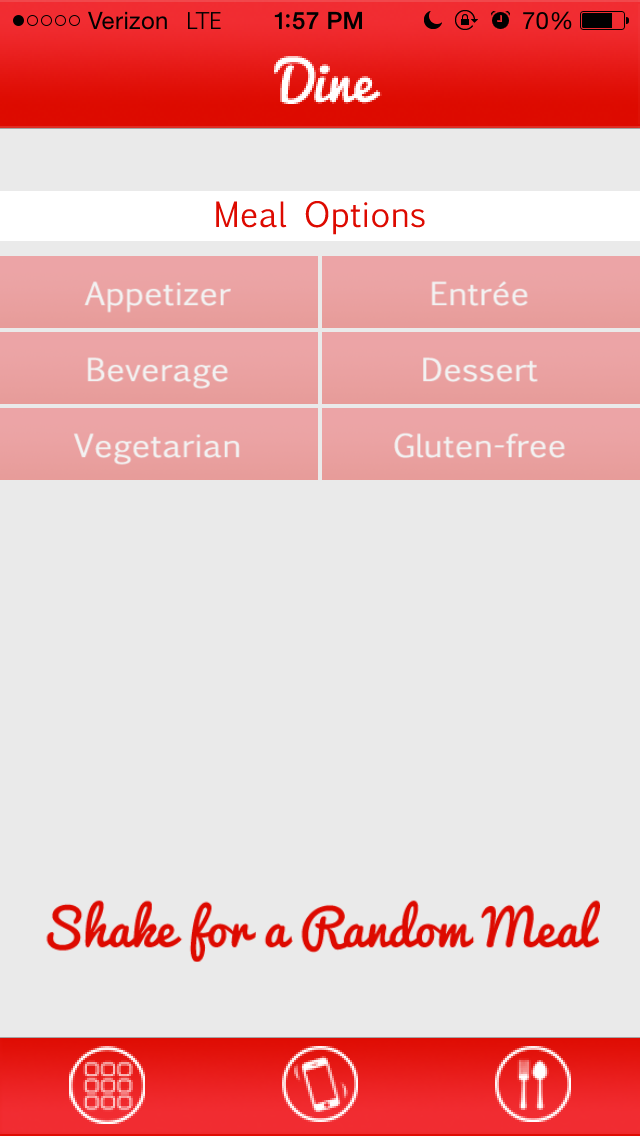 Verizon LTE 1:57 PM 70%
Dine
Meal Options
Appetizer Entrée
Beverage Dessert
Vegetarian Gluten-free
Shake for a Random Meal